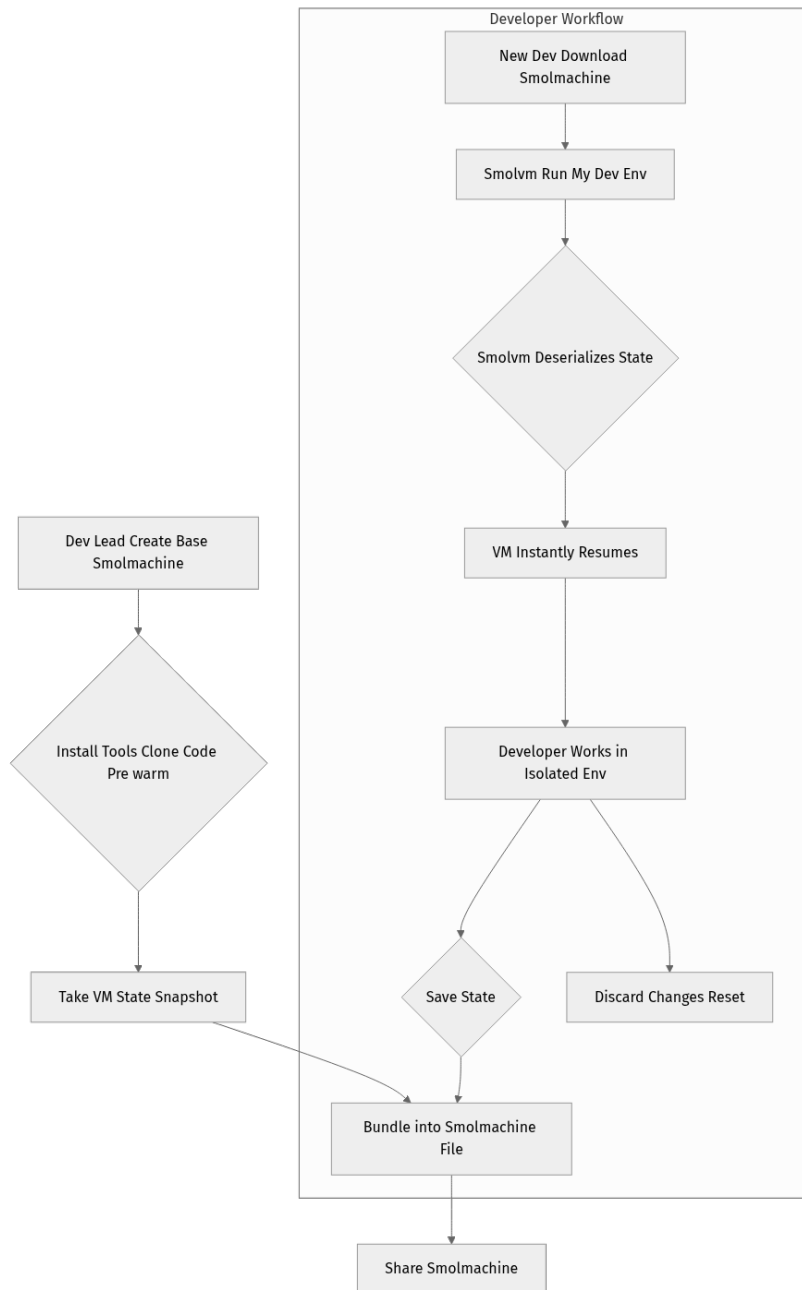 Developer Workflow
New Dev Download
Smolmachine
Smolvm Run My Dev Env
Smolvm Deserializes State
VM Instantly Resumes
Dev Lead Create Base
Smolmachine
Install Tools Clone Code
Pre warm
Developer Works in
Isolated Env
Take VM State Snapshot
Save State
Discard Changes Reset
Bundle into Smolmachine
File
Share Smolmachine